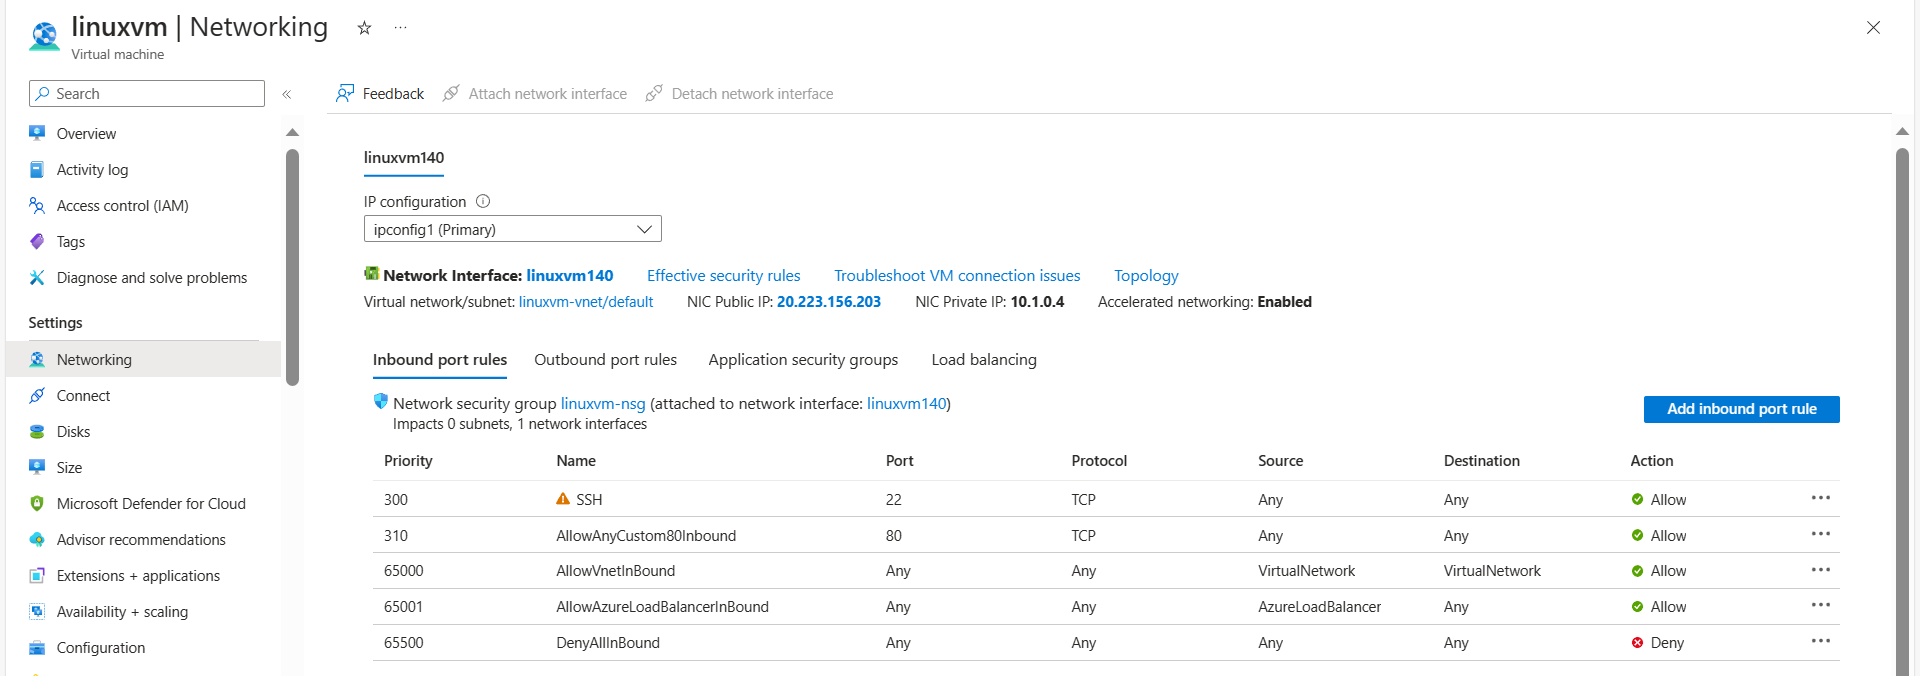 linuxvm | Networking
Virtual machine
Search
Feedback
Attach network interface
Detach network interface
Overview
Activity log
Access control (IAM)
Tags
Diagnose and solve problems
Settings
Networking
Connect
Disks
Size
Microsoft Defender for Cloud
Advisor recommendations
Extensions + applications
Availability + scaling
Configuration
linuxvm140
IP configuration
ipconfig1 (Primary)
Network Interface: linuxvm140 Effective security rules Troubleshoot VM connection issues Topology
Virtual network/subnet: linuxvm-vnet/default NIC Public IP: 20.223.156.203 NIC Private IP: 10.1.0.4 Accelerated networking: Enabled
Inbound port rules Outbound port rules Application security groups Load balancing
Network security group linuxvm-nsg (attached to network interface: linuxvm140)
Impacts 0 subnets, 1 network interfaces
Add inbound port rule
Priority Name Port Protocol Source Destination Action
300 SSH 22 TCP Any Any Allow
310 AllowAnyCustom80Inbound 80 TCP Any Any Allow
65000 AllowVnetInBound Any Any VirtualNetwork VirtualNetwork Allow
65001 AllowAzureLoadBalancerInBound Any Any AzureLoadBalancer Any Allow
65500 DenyAllInBound Any Any Any Any Deny